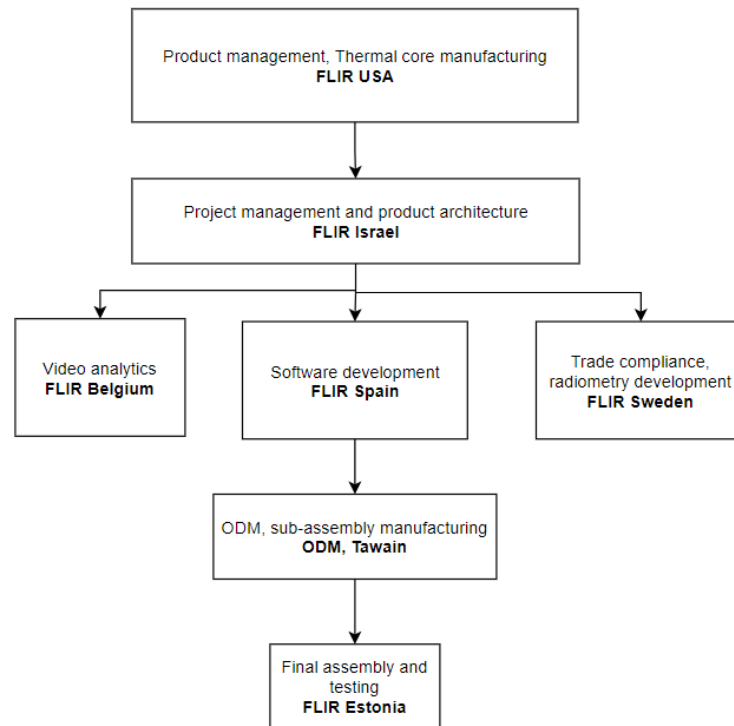 Product management, Thermal core manufacturing
FLIR USA
Project management and product architecture
FLIR Israel
Video analytics
FLIR Belgium
Software development
FLIR Spain
Trade compliance,
radiometry development
FLIR Sweden
ODM, sub-assembly manufacturing
ODM, Tawain
Final assembly and
testing
FLIR Estonia